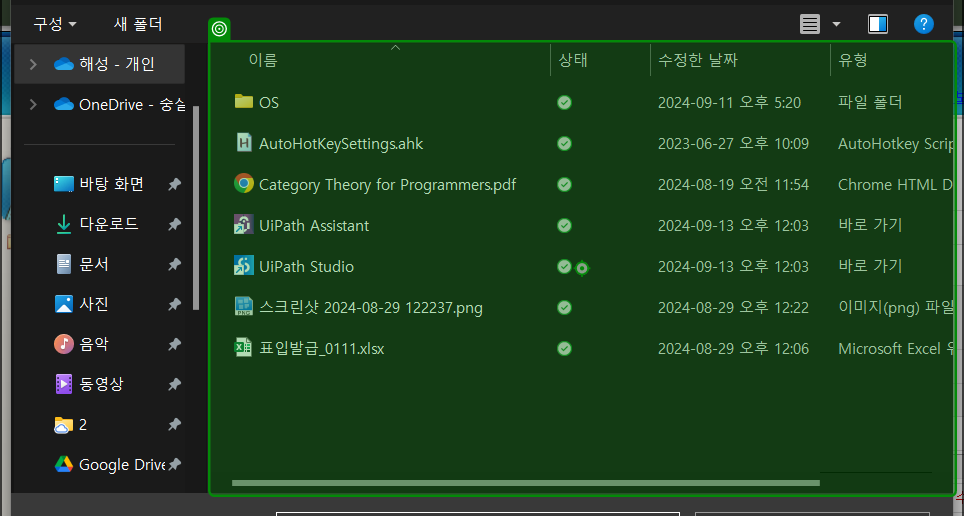 구성 새 폴더
해성 - 개인
OneDrive - 숭실
바탕 화면
다운로드
문서
사진
음악
동영상
2
Google Drive
이름 상태 수정한 날짜 유형
OS 2024-09-11 오후 5:20 파일 폴더
AutoHotKeySettings.ahk 2023-06-27 오후 10:09 AutoHotkey Scrip
Category Theory for Programmers.pdf 2024-08-19 오전 11:54 Chrome HTML D
UiPath Assistant 2024-09-13 오후 12:03 바로 가기
UiPath Studio 2024-09-13 오후 12:03 바로 가기
스크린샷 2024-08-29 122237.png 2024-08-29 오후 12:22 이미지(png) 파일
표입발급_0111.xlsx 2024-08-29 오후 12:06 Microsoft Excel